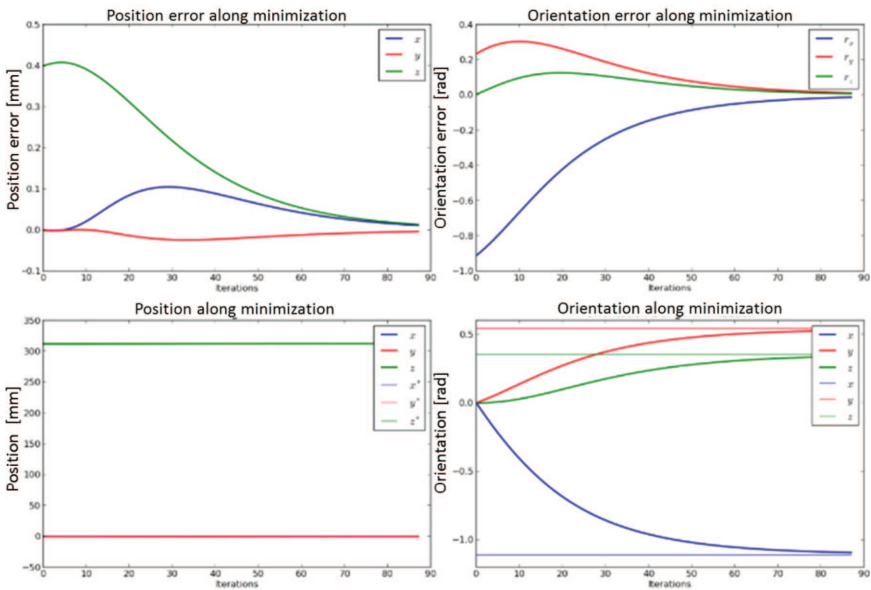 Position error along minimization
Position error [mm]
0.5
0.4
0.3
0.2
0.1
0.0
-0.1
0 10 20 30 40 50 60 70 80 90
Iterations
x
y
z
Orientation error along minimization
Orientation error [rad]
0.4
0.2
0.0
-0.2
-0.4
-0.6
-0.8
-1.0
0 10 20 30 40 50 60 70 80 90
Iterations
Position along minimization
Position [mm]
350
300
250
200
150
100
50
0
-50
0 10 20 30 40 50 60 70 80 90
Iterations
x
y
z
x*
y*
z*
Orientation along minimization
Orientation [rad]
0.5
0.0
-0.5
-1.0
0 10 20 30 40 50 60 70 80 90
Iterations
x
y
z
x
y
z